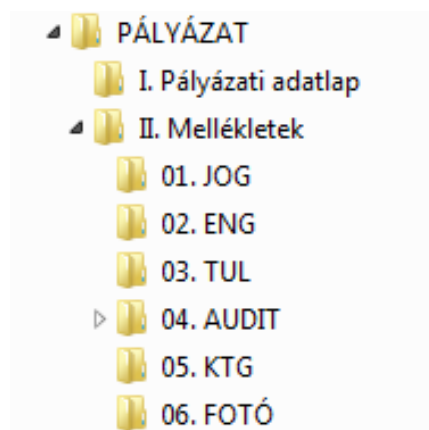 PÁLYÁZAT
I. Pályázati adatlap
II. Mellékletek
01. JOG
02. ENG
03. TUL
04. AUDIT
05. KTG
06. FOTÓ